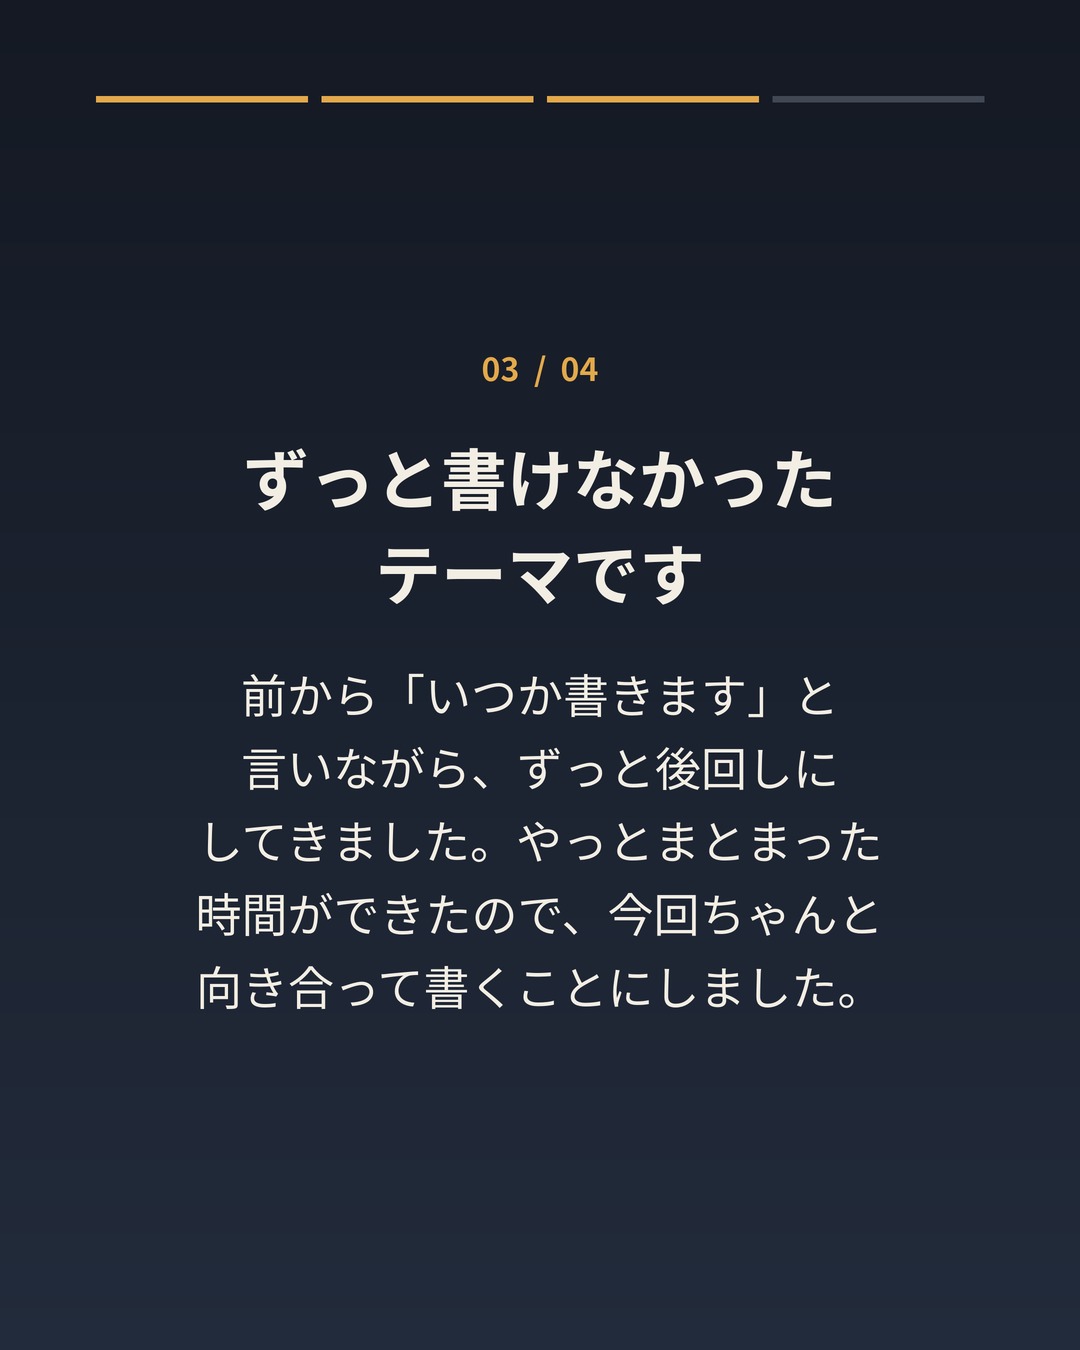 03 / 04
ずっと書けなかった
テーマです
前から「いつか書きます」と
言いながら、ずっと後回しに
してきました。やっとまとまった
時間ができたので、今回ちゃんと
向き合って書くことにしました。